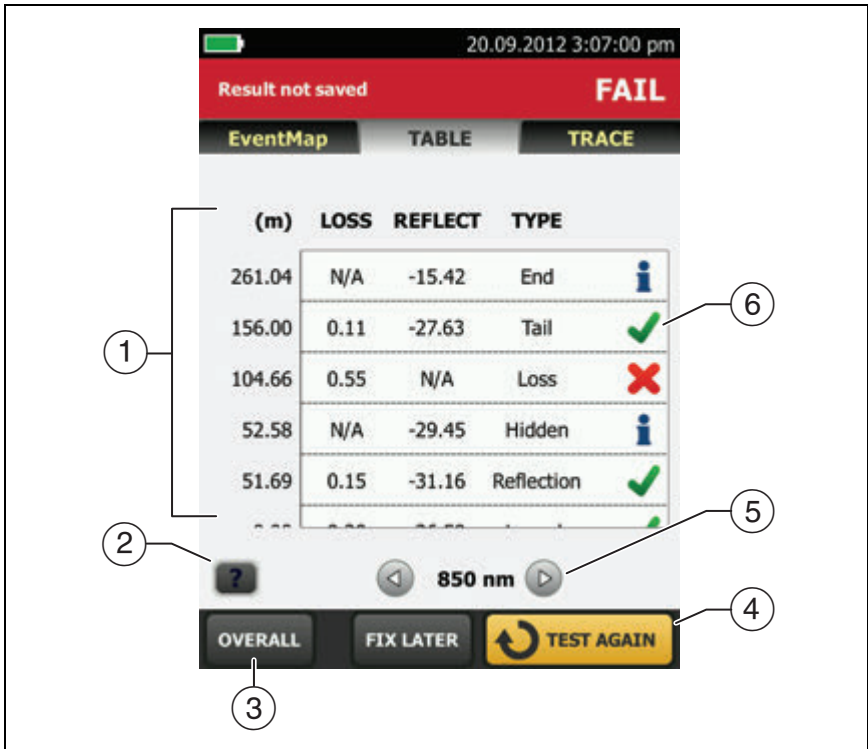 20.09.2012 3:07:00 pm
Result not saved FAIL
EventMap TABLE TRACE
(m) LOSS REFLECT TYPE
261.04 N/A -15.42 End
156.00 0.11 -27.63 Tail
104.66 0.55 N/A Loss
52.58 N/A -29.45 Hidden
51.69 0.15 -31.16 Reflection
?
850 nm
OVERALL FIX LATER TEST AGAIN
1
2
3
4
5
6